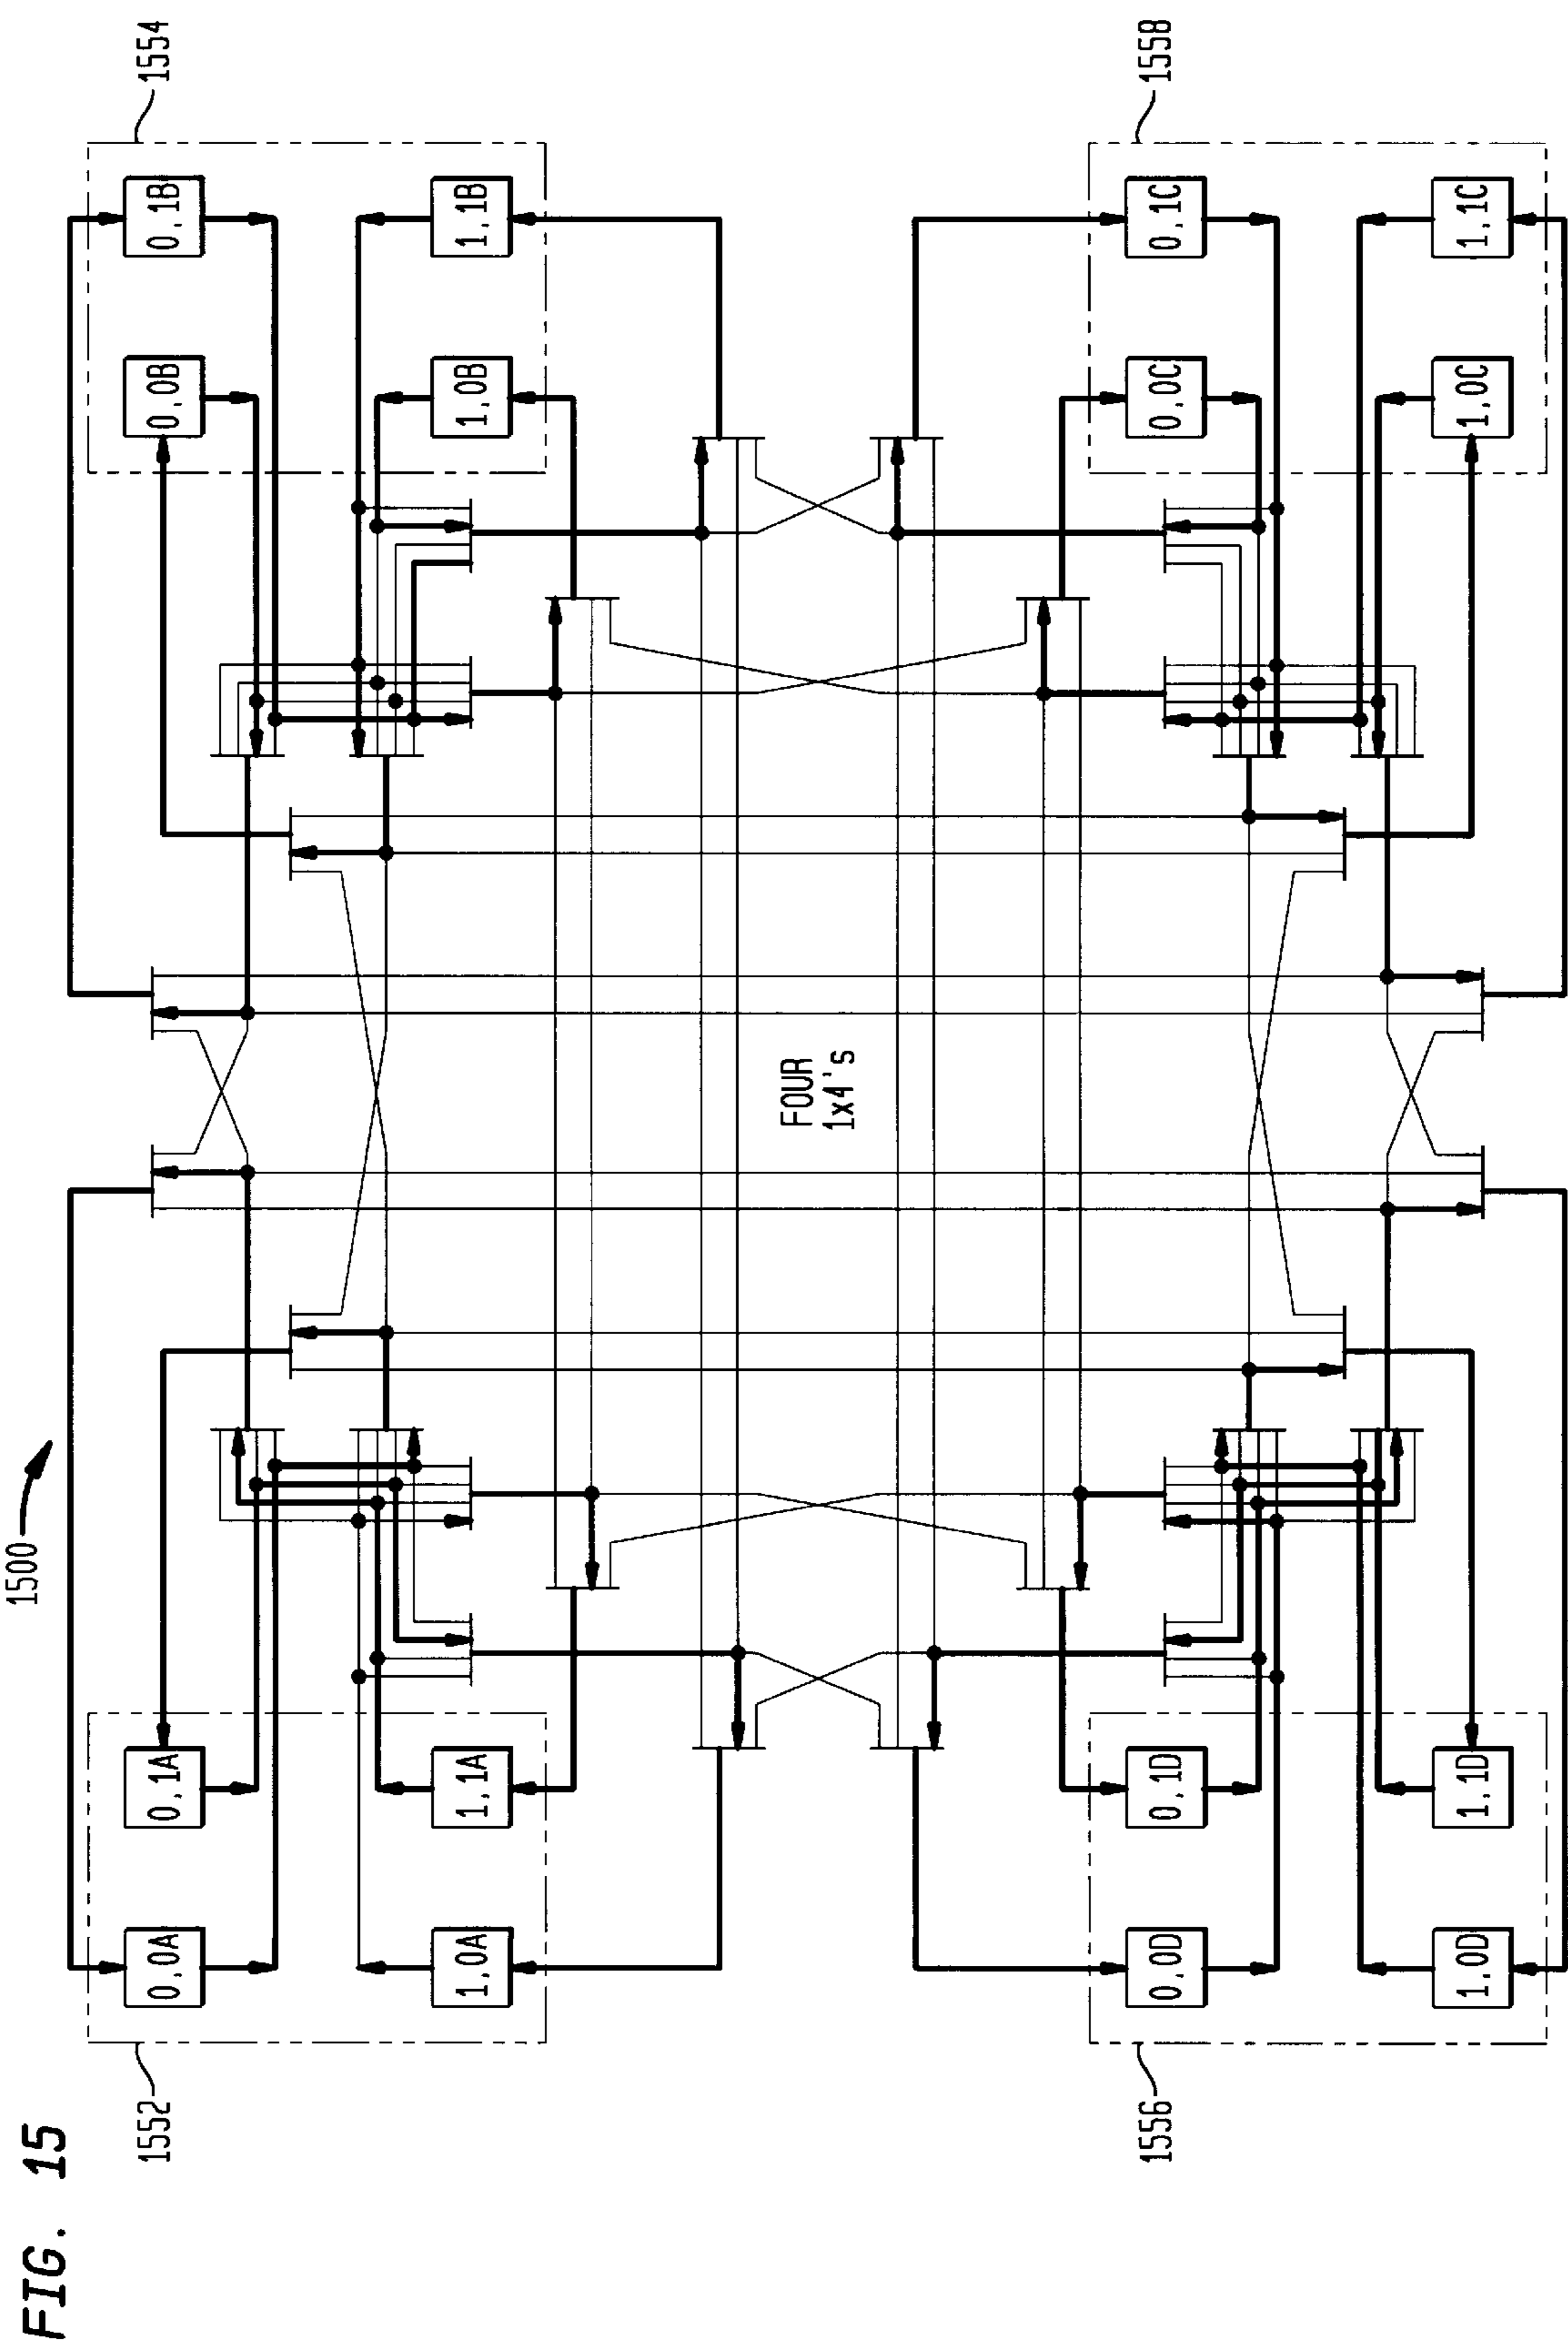 FIG. 15
1500
1552
1554
0,0A
0,1A
0,0B
0,1B
1,0A
1,1A
1,0B
1,1B
FOUR
1x4's
1556
1558
0,0D
0,1D
0,0C
0,1C
1,0D
1,1D
1,0C
1,1C